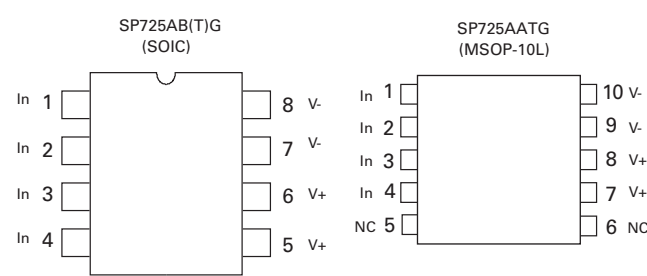 SP725AB(T)G
(SOIC)
In 1
In 2
In 3
In 4
8 V-
7 V-
6 V+
5 V+
SP725AATG
(MSOP-10L)
In 1
In 2
In 3
In 4
NC 5
10 V-
9 V-
8 V+
7 V+
6 NC